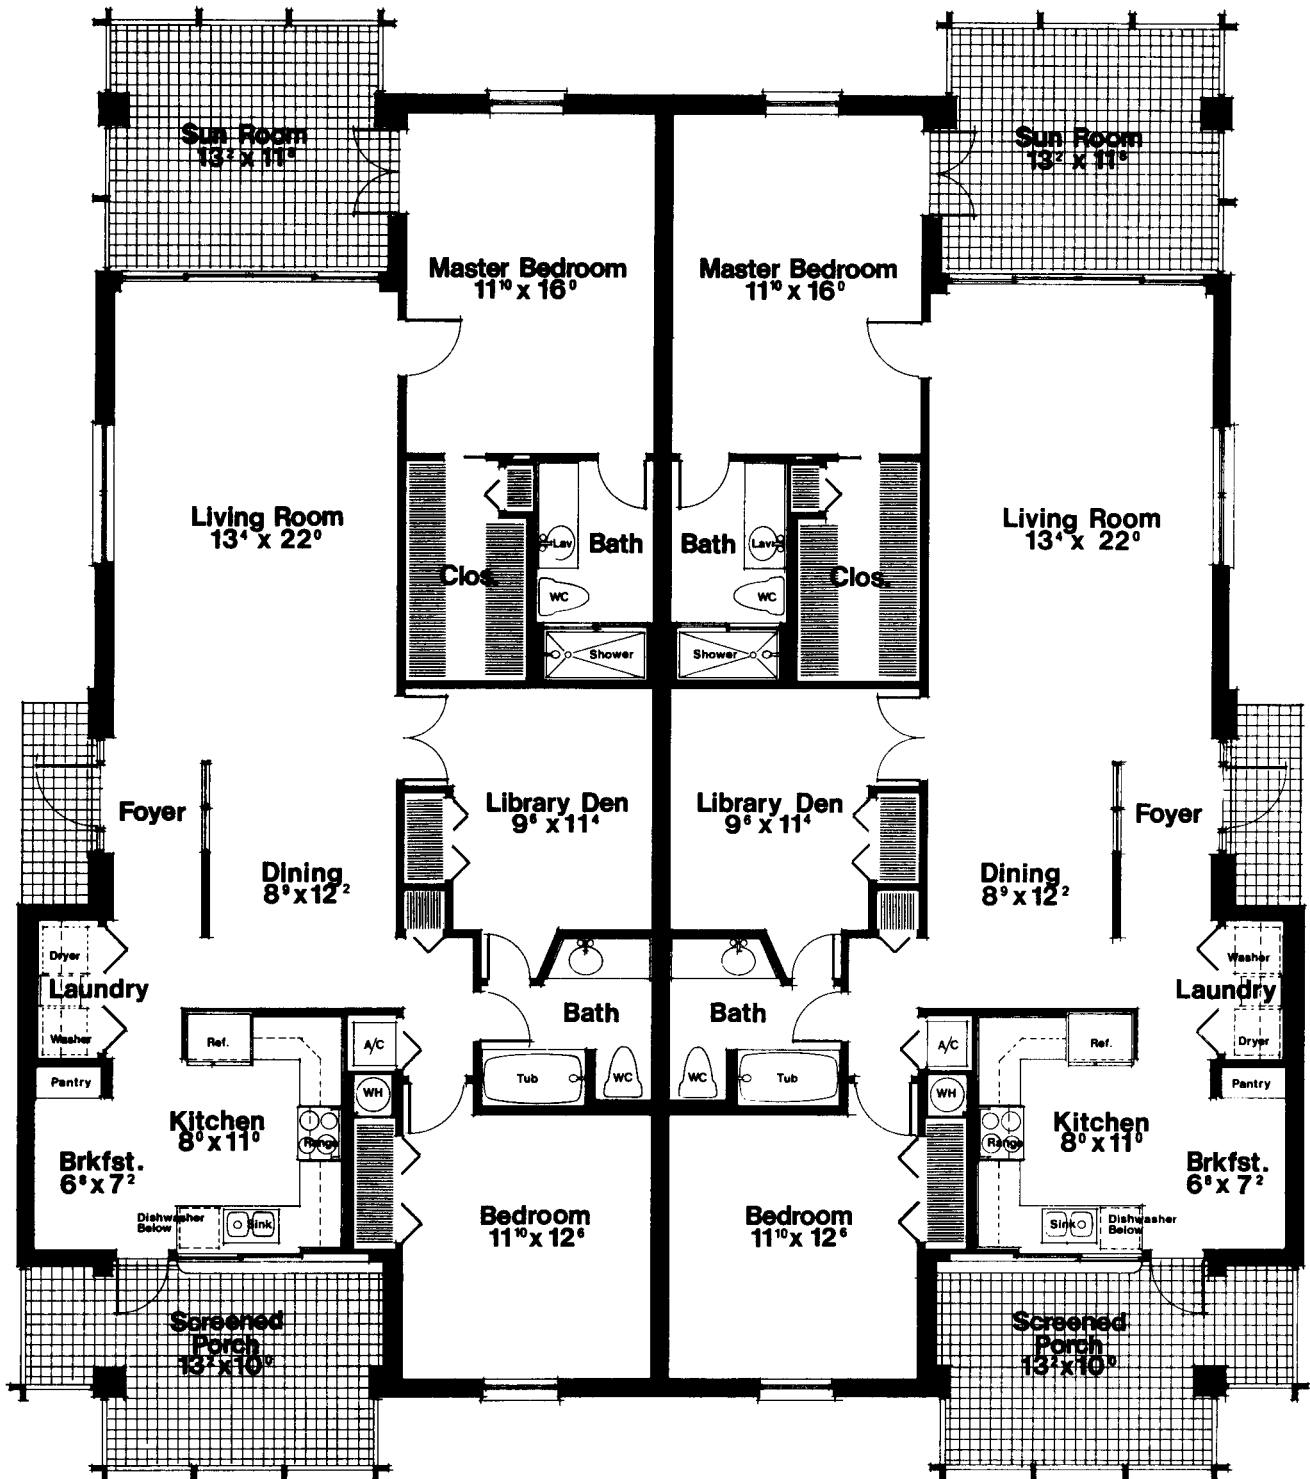 Sun Room
13² x 11⁸
Sun Room
13² x 11⁸
Master Bedroom
11¹⁰ x 16⁰
Master Bedroom
11¹⁰ x 16⁰
Living Room
13⁴ x 22⁰
Lav
Bath
Bath
Lav
Living Room
13⁴ x 22⁰
Clos.
WC
WC
Clos.
Shower
Shower
Foyer
Library Den
9⁶ x 11⁴
Library Den
9⁶ x 11⁴
Foyer
Dining
8⁹ x 12²
Dining
8⁹ x 12²
Dryer
Laundry
Washer
Washer
Laundry
Dryer
Bath
Bath
Ref.
A/C
A/C
Ref.
Pantry
WH
Tub
WC
WC
Tub
WH
Pantry
Kitchen
8⁰ x 11⁰
Range
Range
Kitchen
8⁰ x 11⁰
Brkfst.
6⁸ x 7²
Brkfst.
6⁸ x 7²
Dishwasher
Below
Sink
Bedroom
11¹⁰ x 12⁶
Bedroom
11¹⁰ x 12⁶
Sink
Dishwasher
Below
Screened
Porch
13² x 10⁰
Screened
Porch
13² x 10⁰